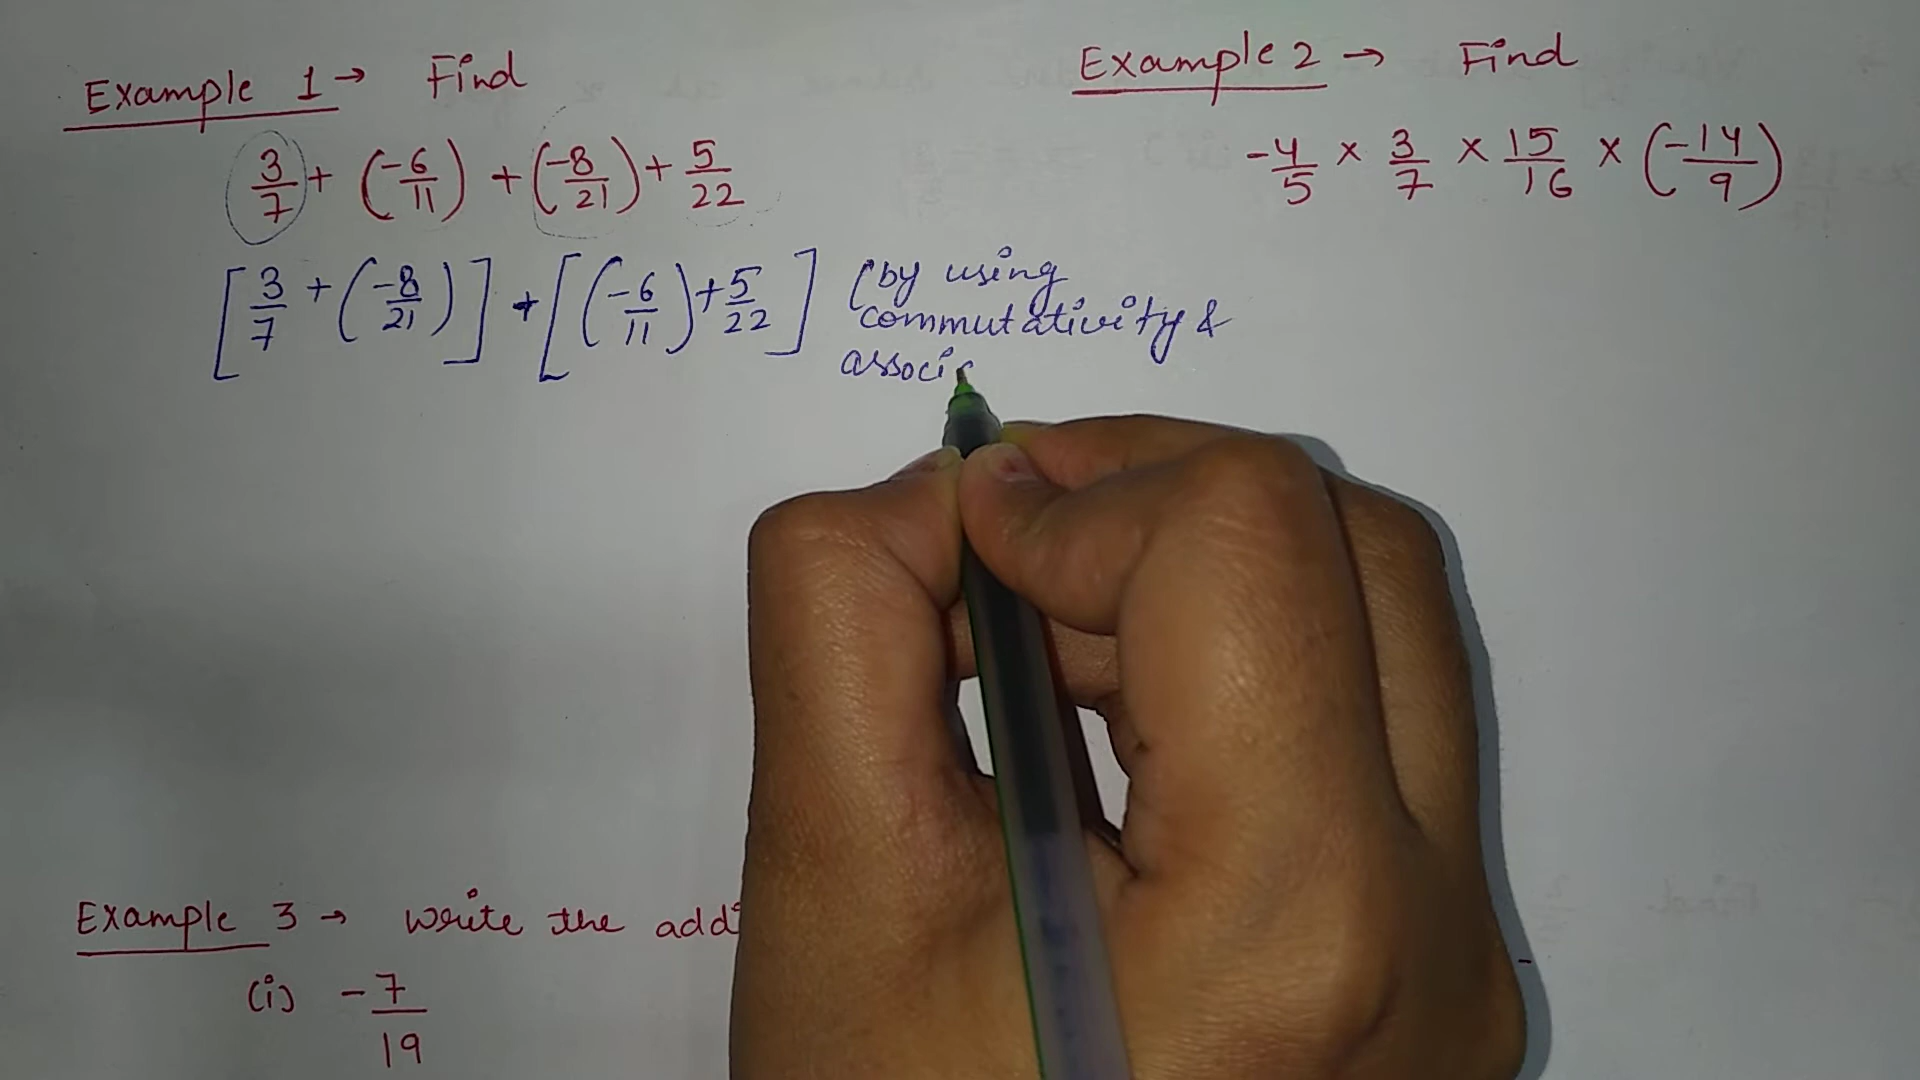 Example 1 → Find
3/7 + (-6/11) + (-8/21) + 5/22
[3/7 + (-8/21)] + [(-6/11) + 5/22] (by using
commutativity &
associ
Example 2 → Find
-4/5 × 3/7 × 15/16 × (-14/9)
Example 3 → Write the add
(i) -7/19